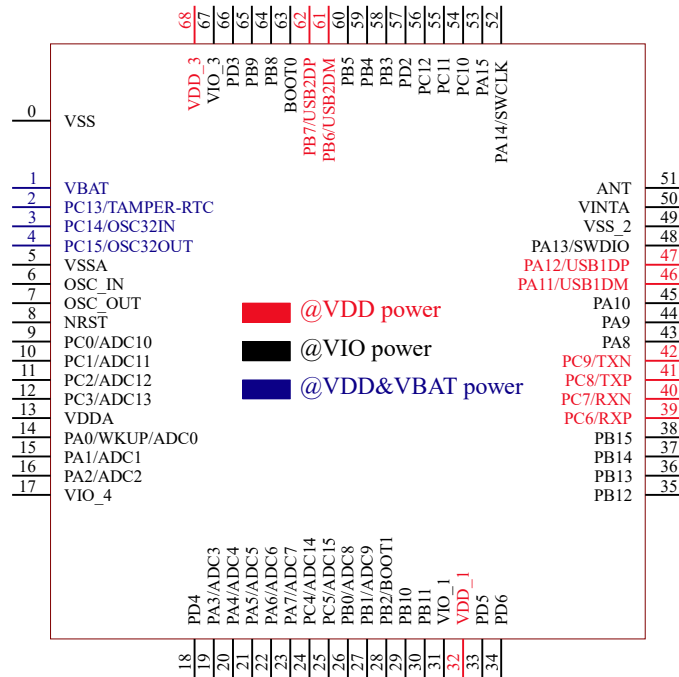 68 67 66 65 64 63 62 61 60 59 58 57 56 55 54 53 52
VDD_3
VIO_3
PD3
PB9
PB8
BOOT0
PB7/USB2DP
PB6/USB2DM
PB5
PB4
PB3
PD2
PC12
PC11
PC10
PA15
PA14/SWCLK
0 VSS
1 VBAT
2 PC13/TAMPER-RTC
3 PC14/OSC32IN
4 PC15/OSC32OUT
5 VSSA
6 OSC_IN
7 OSC_OUT
8 NRST
9 PC0/ADC10
10 PC1/ADC11
11 PC2/ADC12
12 PC3/ADC13
13 VDDA
14 PA0/WKUP/ADC0
15 PA1/ADC1
16 PA2/ADC2
17 VIO_4
@VDD power
@VIO power
@VDD&VBAT power
ANT 51
VINTA 50
VSS_2 49
PA13/SWDIO 48
PA12/USB1DP 47
PA11/USB1DM 46
PA10 45
PA9 44
PA8 43
PC9/TXN 42
PC8/TXP 41
PC7/RXN 40
PC6/RXP 39
PB15 38
PB14 37
PB13 36
PB12 35
PD4
PA3/ADC3
PA4/ADC4
PA5/ADC5
PA6/ADC6
PA7/ADC7
PC4/ADC14
PC5/ADC15
PB0/ADC8
PB1/ADC9
PB2/BOOT1
PB10
PB11
VIO_1
VDD_1
PD5
PD6
18 19 20 21 22 23 24 25 26 27 28 29 30 31 32 33 34